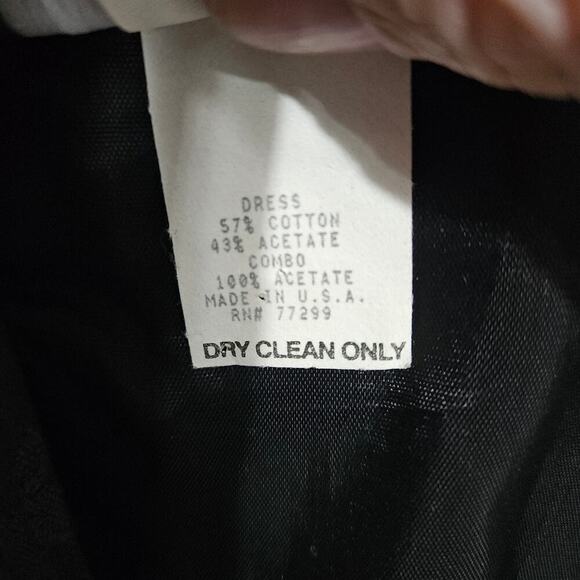 DRESS
57% COTTON
43% ACETATE
COMBO
100% ACETATE
MADE IN U.S.A.
RN# 77299
DRY CLEAN ONLY